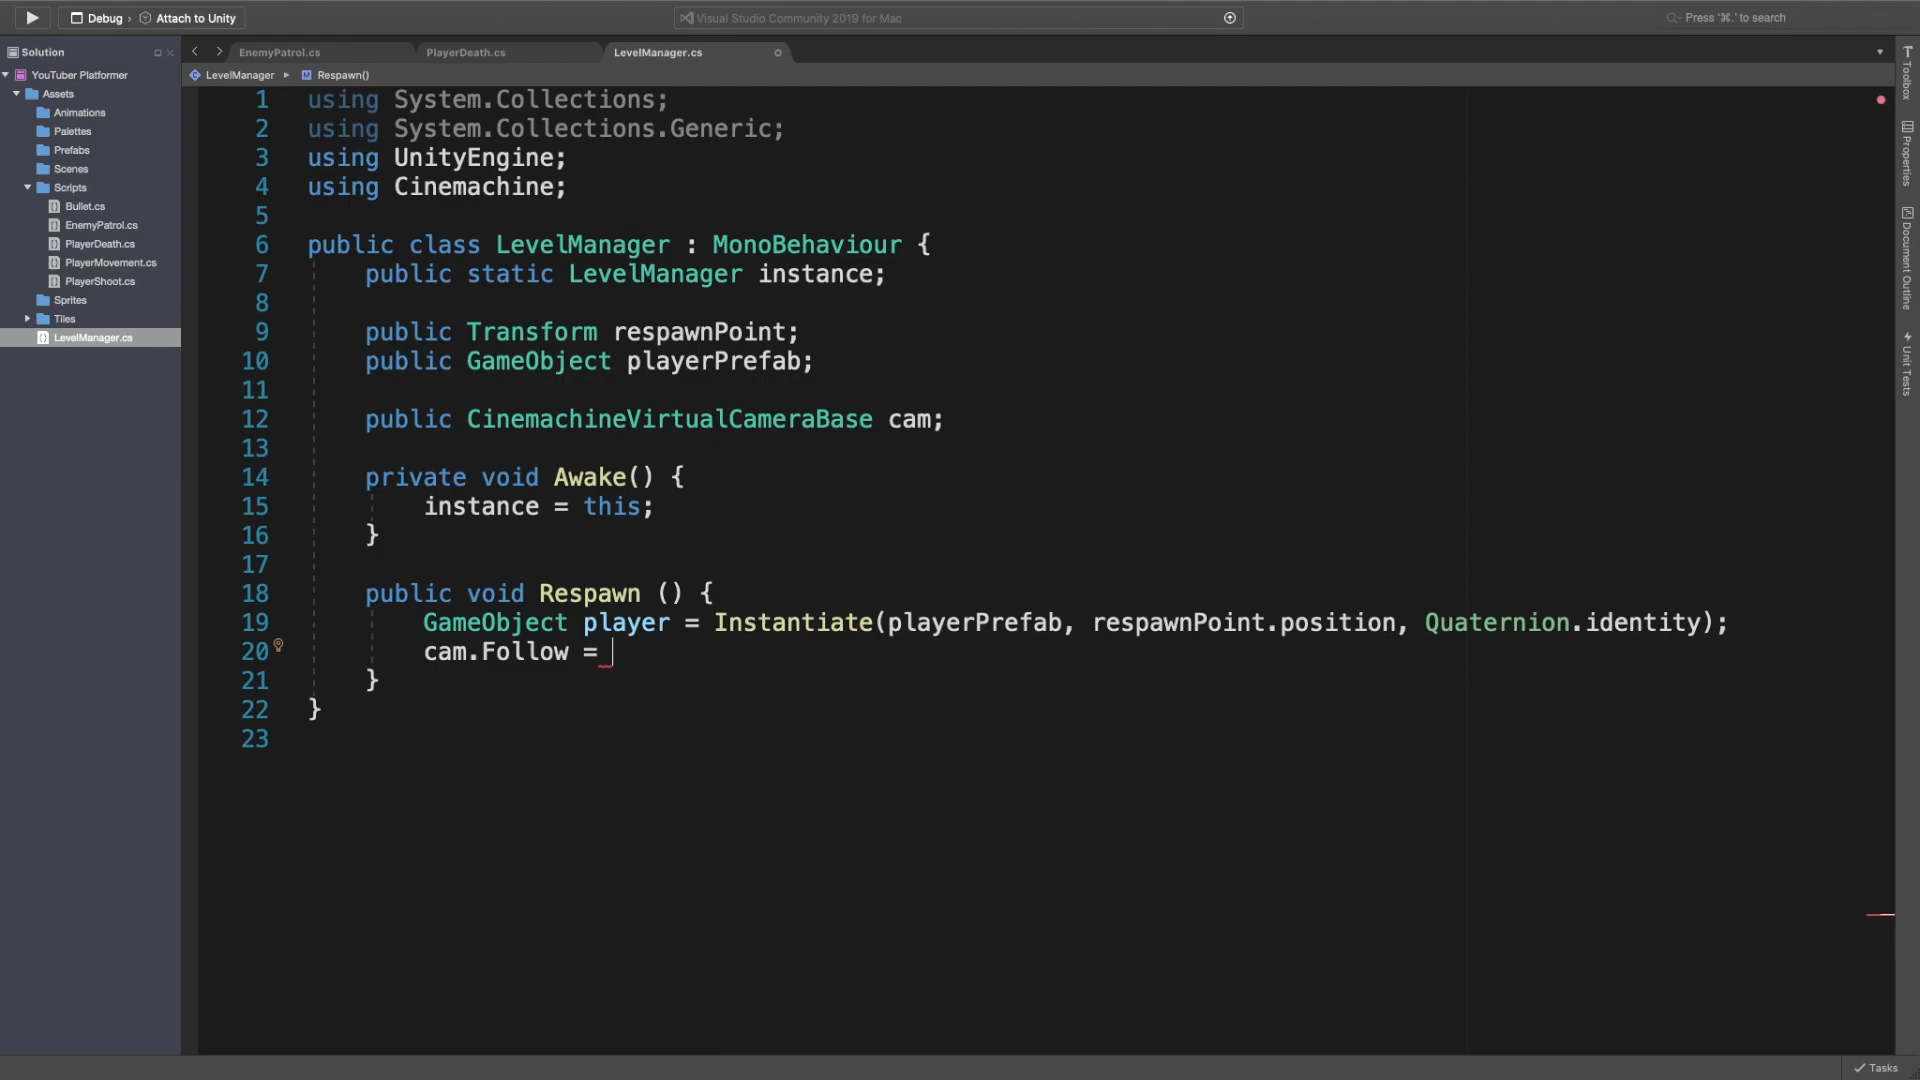 Debug › Attach to Unity
Visual Studio Community 2019 for Mac
Press '⌘.' to search
Solution
YouTuber Platformer
Assets
Animations
Palettes
Prefabs
Scenes
Scripts
Bullet.cs
EnemyPatrol.cs
PlayerDeath.cs
PlayerMovement.cs
PlayerShoot.cs
Sprites
Tiles
LevelManager.cs
EnemyPatrol.cs PlayerDeath.cs LevelManager.cs
LevelManager Respawn()
1 using System.Collections;
2 using System.Collections.Generic;
3 using UnityEngine;
4 using Cinemachine;
5
6 public class LevelManager : MonoBehaviour {
7 public static LevelManager instance;
8
9 public Transform respawnPoint;
10 public GameObject playerPrefab;
11
12 public CinemachineVirtualCameraBase cam;
13
14 private void Awake() {
15 instance = this;
16 }
17
18 public void Respawn () {
19 GameObject player = Instantiate(playerPrefab, respawnPoint.position, Quaternion.identity);
20 cam.Follow =
21 }
22 }
23
Toolbox
Properties
Document Outline
Unit Tests
Tasks